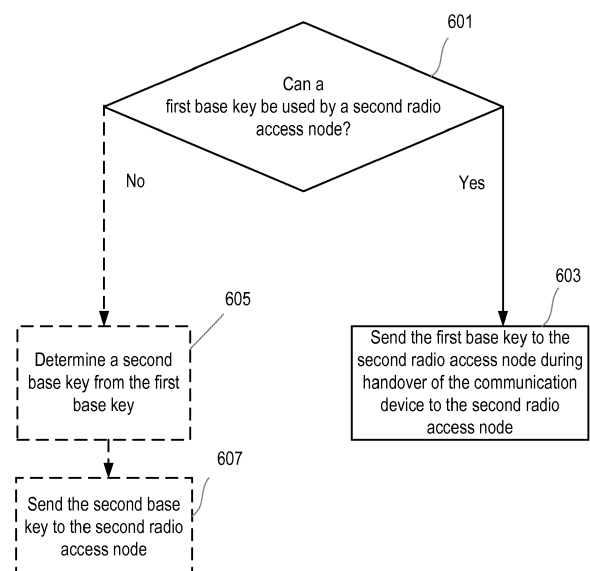 601
Can a
first base key be used by a second radio
access node?
No
Yes
605
603
Determine a second
base key from the first
base key
Send the first base key to the
second radio access node during
handover of the communication
device to the second radio
access node
607
Send the second base
key to the second radio
access node